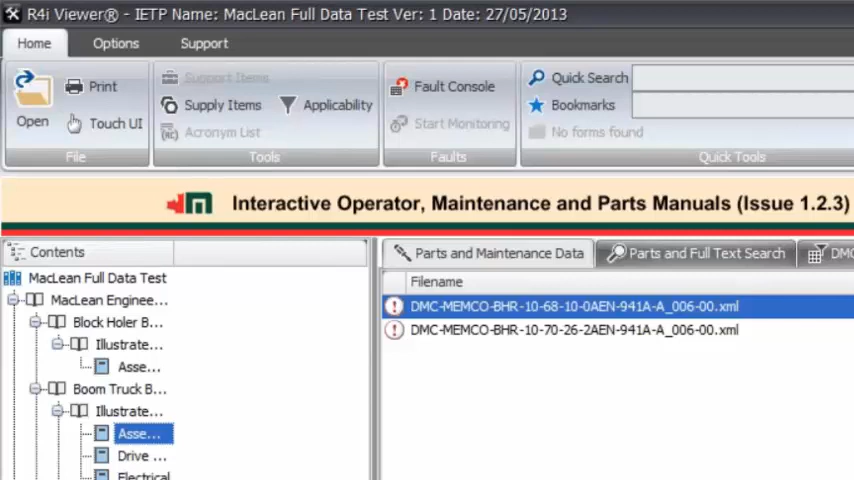 R4i Viewer® - IETP Name: MacLean Full Data Test Ver: 1 Date: 27/05/2013
Home Options Support
Open
Print
Touch UI
File
Support Items
Supply Items
Applicability
Acronym List
Tools
Fault Console
Start Monitoring
Faults
Quick Search
Bookmarks
No forms found
Quick Tools
Interactive Operator, Maintenance and Parts Manuals (Issue 1.2.3)
Contents
MacLean Full Data Test
MacLean Enginee...
Block Holer B...
Illustrate...
Asse...
Boom Truck B...
Illustrate...
Asse...
Drive ...
Electrical
Parts and Maintenance Data
Parts and Full Text Search
DMC
Filename
DMC-MEMCO-BHR-10-68-10-0AEN-941A-A_006-00.xml
DMC-MEMCO-BHR-10-70-26-2AEN-941A-A_006-00.xml